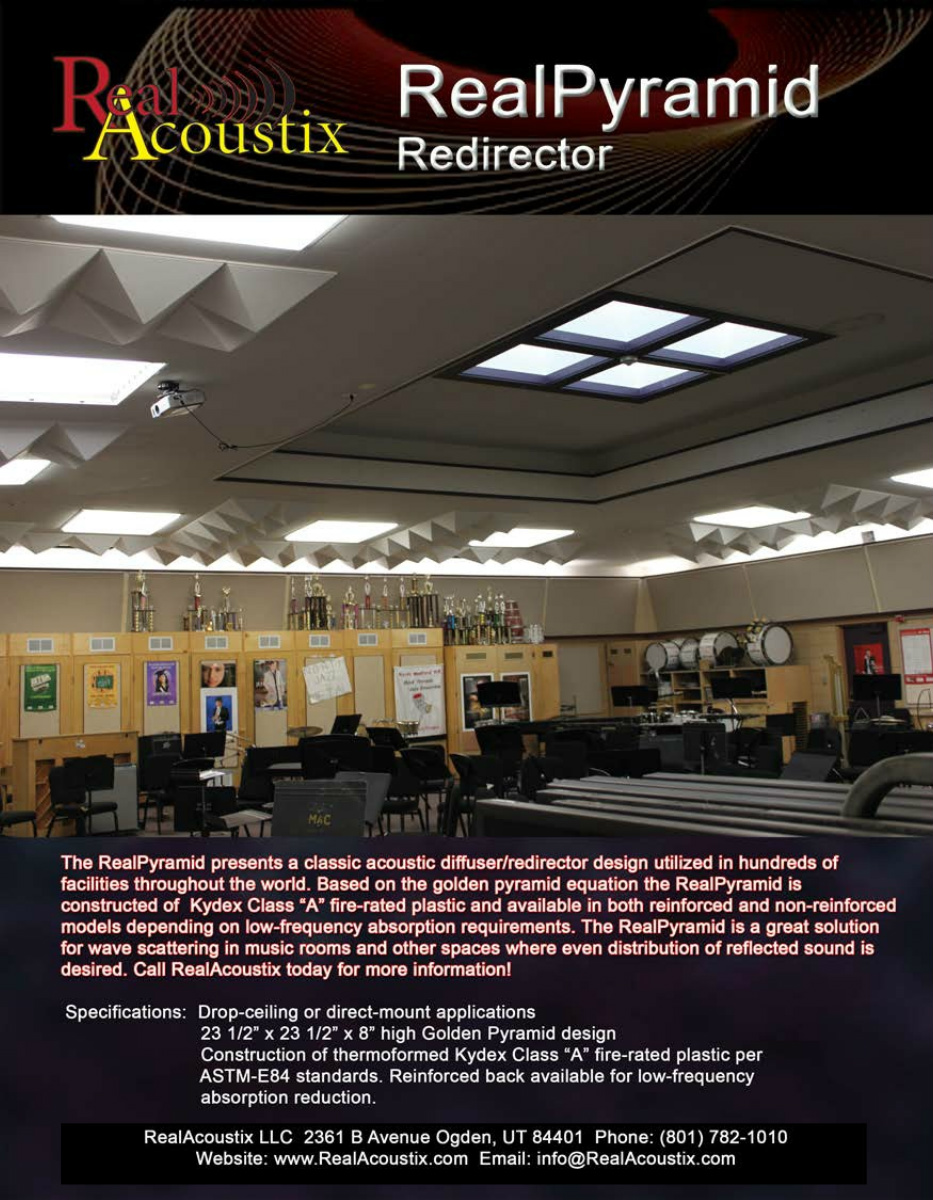 Real
Acoustix
RealPyramid
Redirector
MAC
The RealPyramid presents a classic acoustic diffuser/redirector design utilized in hundreds of
facilities throughout the world. Based on the golden pyramid equation the RealPyramid is
constructed of Kydex Class “A” fire-rated plastic and available in both reinforced and non-reinforced
models depending on low-frequency absorption requirements. The RealPyramid is a great solution
for wave scattering in music rooms and other spaces where even distribution of reflected sound is
desired. Call RealAcoustix today for more information!
Specifications: Drop-ceiling or direct-mount applications
23 1/2” x 23 1/2” x 8” high Golden Pyramid design
Construction of thermoformed Kydex Class “A” fire-rated plastic per
ASTM-E84 standards. Reinforced back available for low-frequency
absorption reduction.
RealAcoustix LLC 2361 B Avenue Ogden, UT 84401 Phone: (801) 782-1010
Website: www.RealAcoustix.com Email: info@RealAcoustix.com